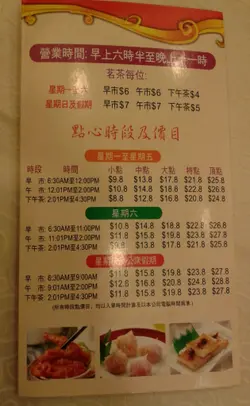 營業時間: 早上六時半至晚上十一時
茗茶每位:
星期一至六 早市$6 午市$6 下午茶$4
星期日及假期 早市$7 午市$7 下午茶$5
點心時段及價目
星期一至星期五
時段 時間 小點 中點 大點 特點 頂點
早 市: 6:30AM至12:00PM $9.8 $13.8 $17.8 $21.8 $25.8
午 市: 12:01PM至2:00PM $10.8 $14.8 $18.8 $22.8 $26.8
下午茶: 2:01PM至4:30PM $8.8 $12.8 $16.8 $20.8 $24.8
星期六
早 市: 6:30AM至11:00PM $10.8 $14.8 $18.8 $22.8 $26.8
午 市: 11:01PM至2:00PM $11.8 $15.8 $19.8 $23.8 $27.8
下午茶: 2:01PM至4:30PM $9.8 $13.8 $17.8 $21.8 $25.8
公衆假期
早 市: 6:30AM至9:00AM $11.8 $15.8 $19.8 $23.8 $27.8
午 市: 9:01AM至2:00PM $12.8 $16.8 $20.8 $24.8 $28.8
下午茶: 2:01PM至4:30PM $11.8 $15.8 $19.8 $23.8 $27.8